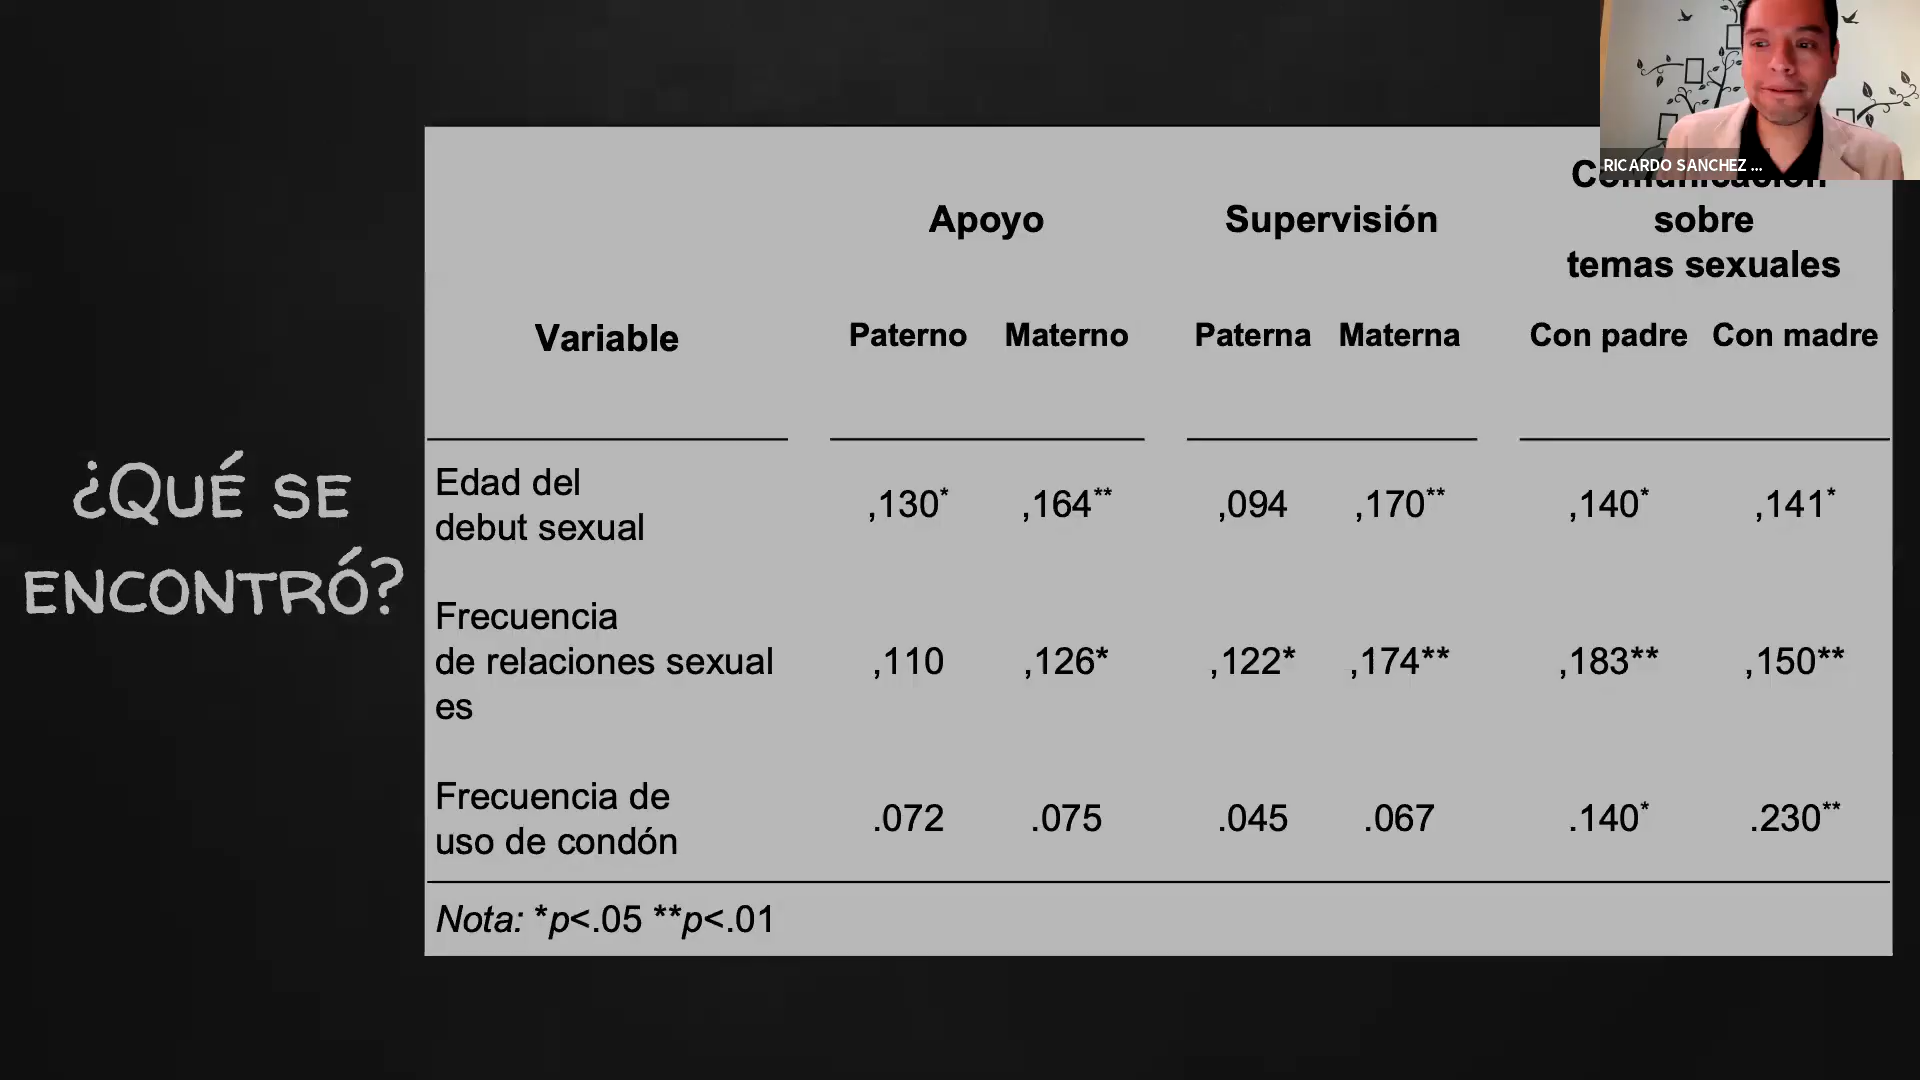 RICARDO SANCHEZ ...
¿QUÉ SE
ENCONTRÓ?
Apoyo
Supervisión
Comunicación
sobre
temas sexuales
Variable
Paterno Materno
Paterna Materna
Con padre Con madre
Edad del
debut sexual
,130* ,164** ,094 ,170** ,140* ,141*
Frecuencia
de relaciones sexual
es
,110 ,126* ,122* ,174** ,183** ,150**
Frecuencia de
uso de condón
.072 .075 .045 .067 .140* .230**
Nota: *p<.05 **p<.01